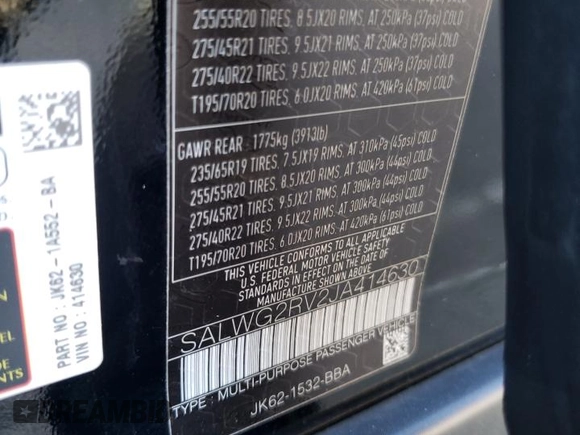 255/55R20 TIRES. 8.5JX20 RIMS, AT 250kPa (37psi) COLD
275/45R21 TIRES. 9.5JX21 RIMS, AT 250kPa (37psi) COLD
275/40R22 TIRES. 9.5JX22 RIMS, AT 250kPa (37psi) COLD
T195/70R20 TIRES. 6.0JX20 RIMS, AT 420kPa (61psi) COLD
GAWR REAR - 1775kg (3913lb)
235/65R19 TIRES. 7.5JX19 RIMS, AT 310kPa (45psi) COLD
255/55R20 TIRES. 8.5JX20 RIMS, AT 300kPa (44psi) COLD
275/45R21 TIRES. 9.5JX21 RIMS, AT 300kPa (44psi) COLD
275/40R22 TIRES. 9.5JX22 RIMS, AT 300kPa (44psi) COLD
T195/70R20 TIRES. 6.0JX20 RIMS, AT 420kPa (61psi) COLD
THIS VEHICLE CONFORMS TO ALL APPLICABLE
FEDERAL MOTOR VEHICLE SAFETY
STANDARDS IN EFFECT ON THE DATE OF
MANUFACTURE SHOWN ABOVE
SALWG2RV2JA414630
TYPE : MULTI-PURPOSE PASSENGER VEHICLE
JK62-1532-BBA
PART NO : JK62-1A552-BA
VIN NO : 414630